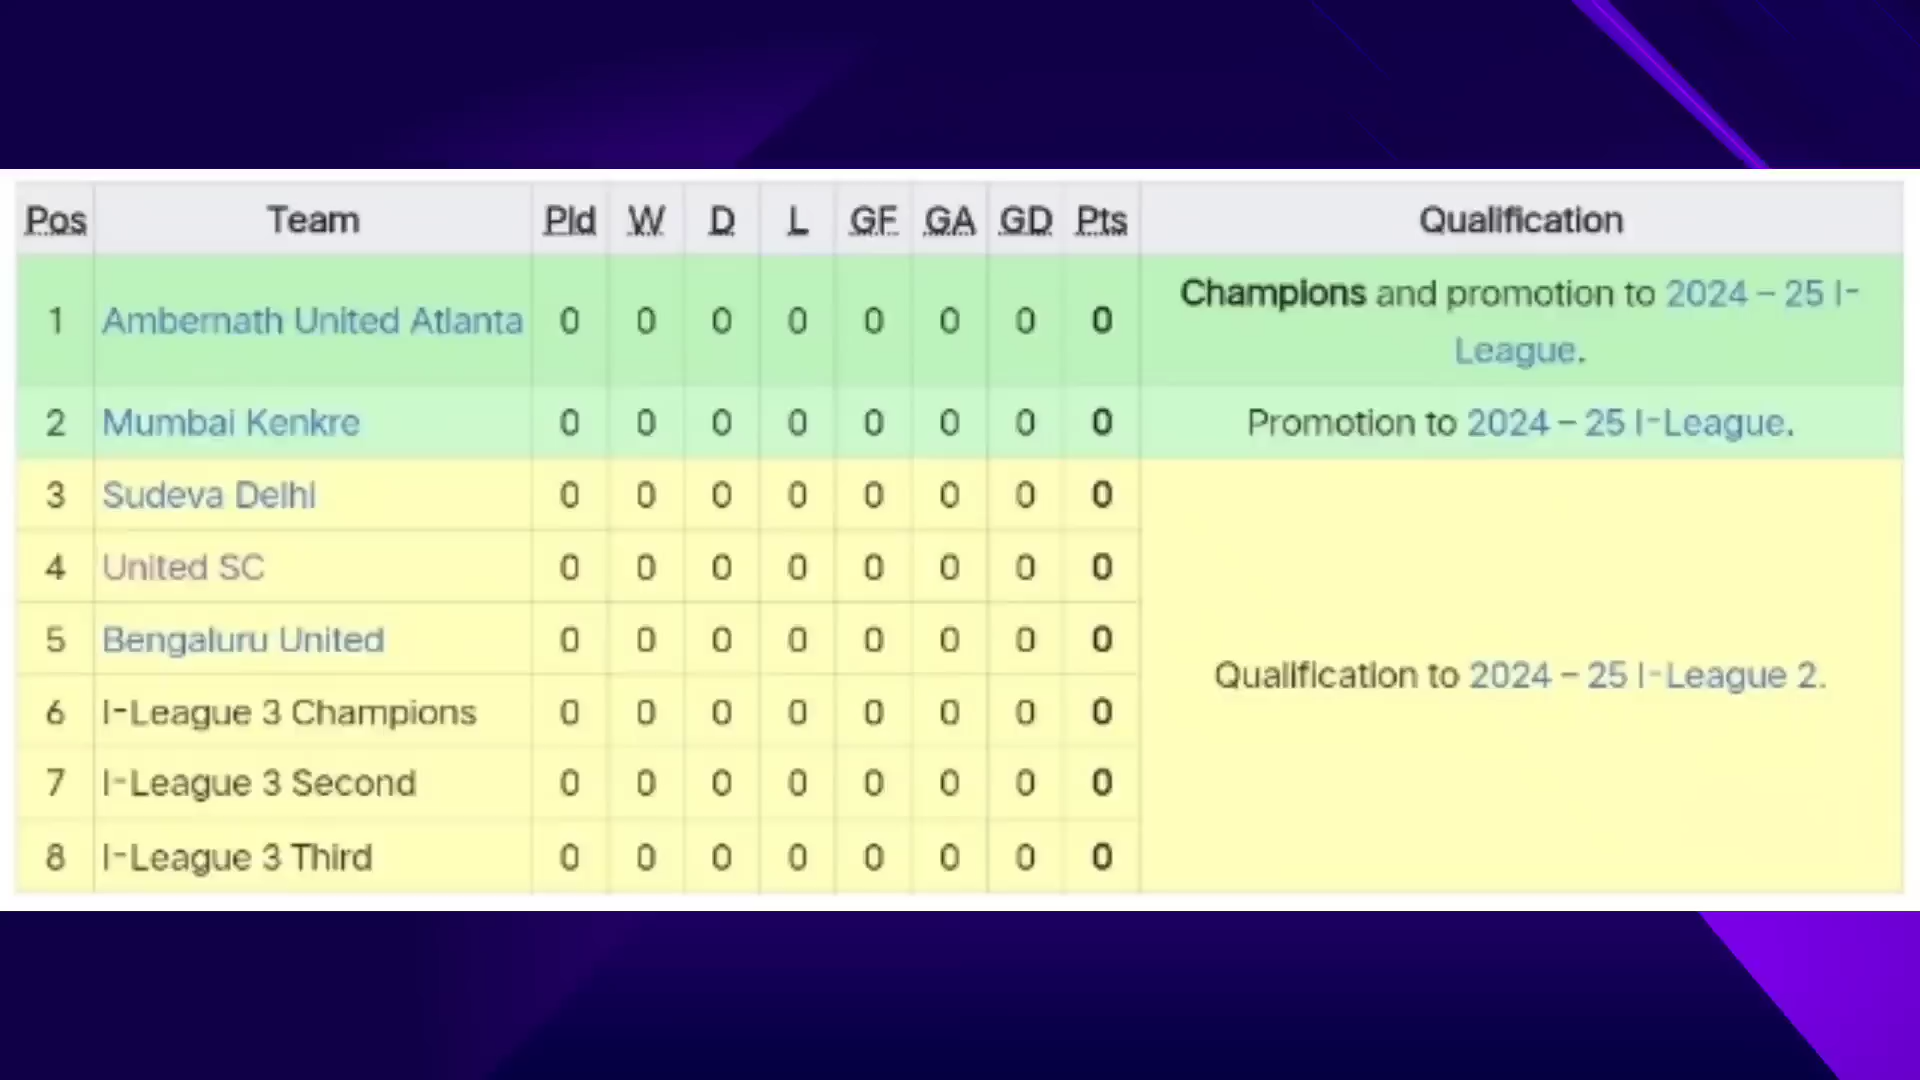 Pos Team Pld W D L GF GA GD Pts Qualification
1 Ambernath United Atlanta 0 0 0 0 0 0 0 0 Champions and promotion to 2024 – 25 I-
League.
2 Mumbai Kenkre 0 0 0 0 0 0 0 0 Promotion to 2024 – 25 I-League.
3 Sudeva Delhi 0 0 0 0 0 0 0 0
4 United SC 0 0 0 0 0 0 0 0
5 Bengaluru United 0 0 0 0 0 0 0 0
Qualification to 2024 – 25 I-League 2.
6 I-League 3 Champions 0 0 0 0 0 0 0 0
7 I-League 3 Second 0 0 0 0 0 0 0 0
8 I-League 3 Third 0 0 0 0 0 0 0 0